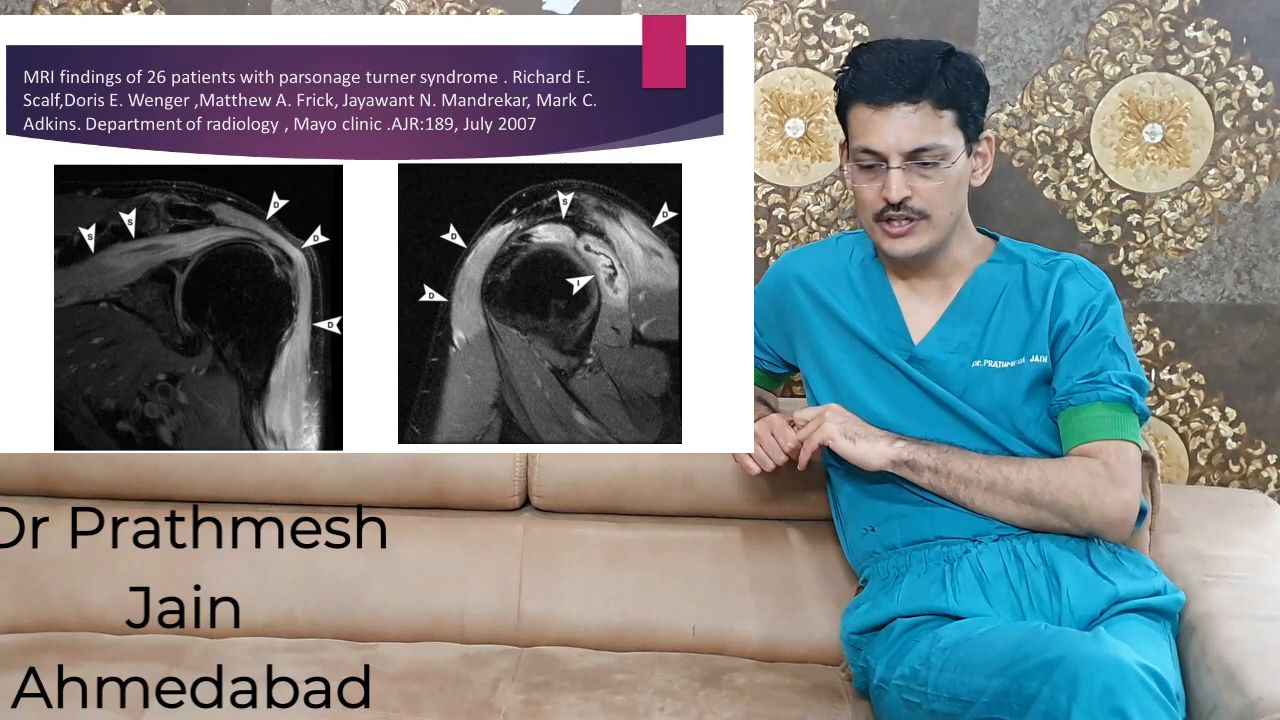 MRI findings of 26 patients with parsonage turner syndrome . Richard E.
Scalf,Doris E. Wenger ,Matthew A. Frick, Jayawant N. Mandrekar, Mark C.
Adkins. Department of radiology , Mayo clinic .AJR:189, July 2007
D
S
S
D
D
S
D
D
I
D
DR. PRATHMESH JAIN
Dr Prathmesh
Jain
Ahmedabad